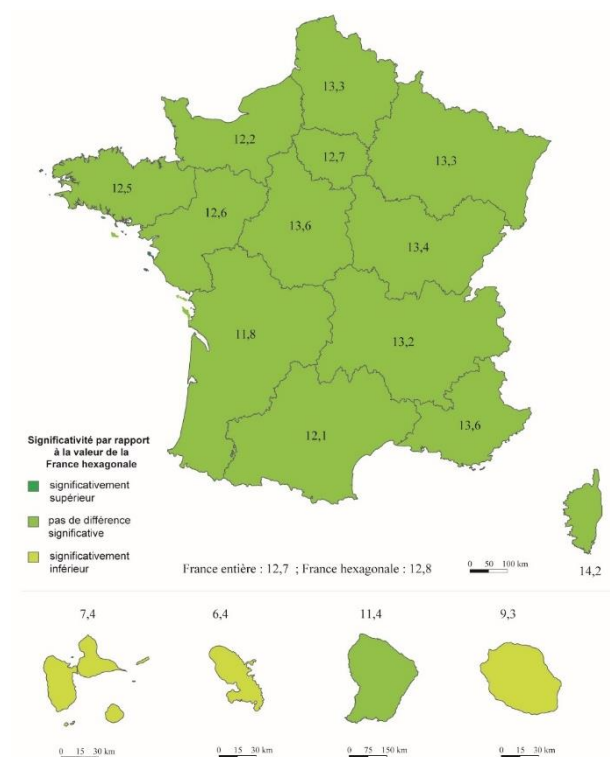 13,3
12,2
12,7
13,3
12,5
12,6
13,6
13,4
11,8
13,2
12,1
13,6
Significativité par rapport
à la valeur de la
France hexagonale
significativement
supérieur
pas de différence
significative
significativement
inférieur
France entière : 12,7 ; France hexagonale : 12,8
0 50 100 km
14,2
7,4
6,4
11,4
9,3
0 15 30 km
0 15 30 km
0 75 150 km
0 15 30 km